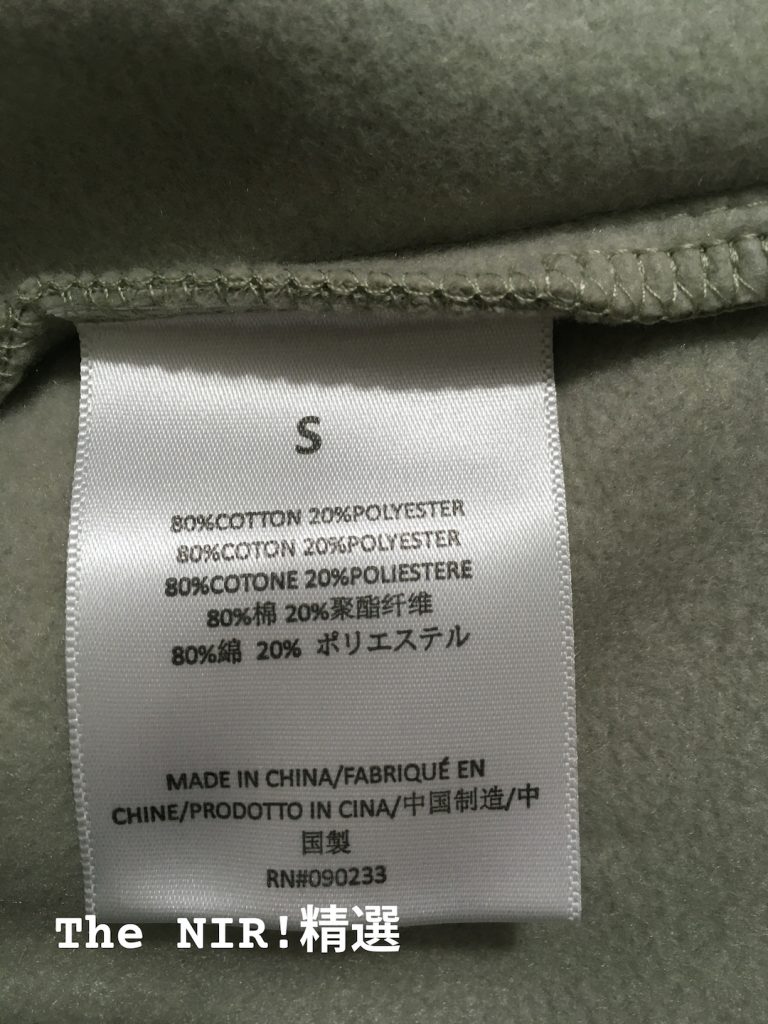 S
80%COTTON 20%POLYESTER
80%COTON 20%POLYESTER
80%COTONE 20%POLIESTERE
80%棉 20%聚酯纤维
80%綿 20% ポリエステル
MADE IN CHINA/FABRIQUÉ EN
CHINE/PRODOTTO IN CINA/中国制造/中
国製
RN#090233
The NIR!精選